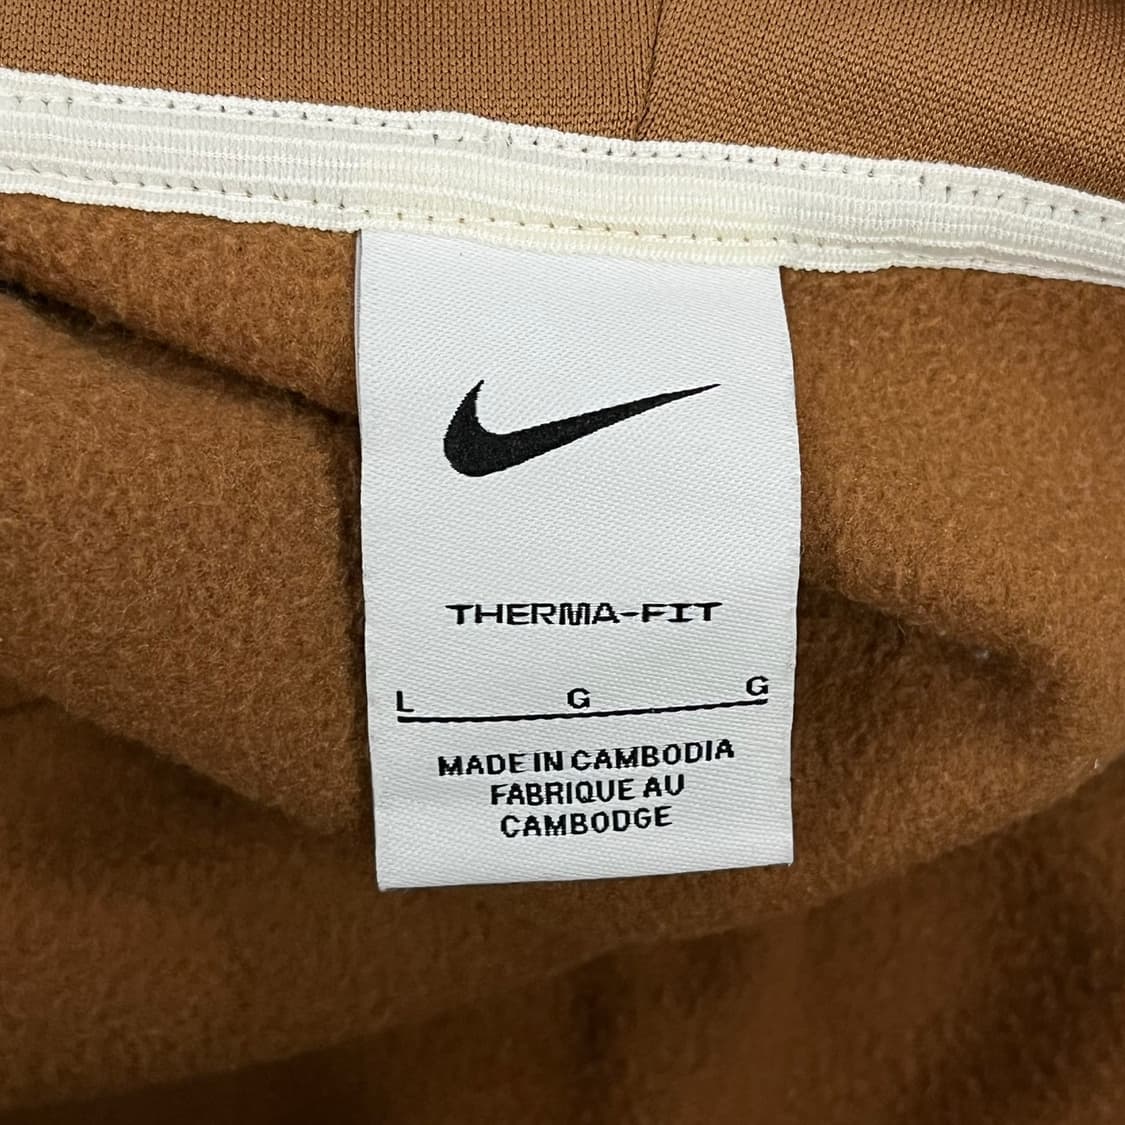 THERMA-FIT
L G G
MADE IN CAMBODIA
FABRIQUE AU
CAMBODGE